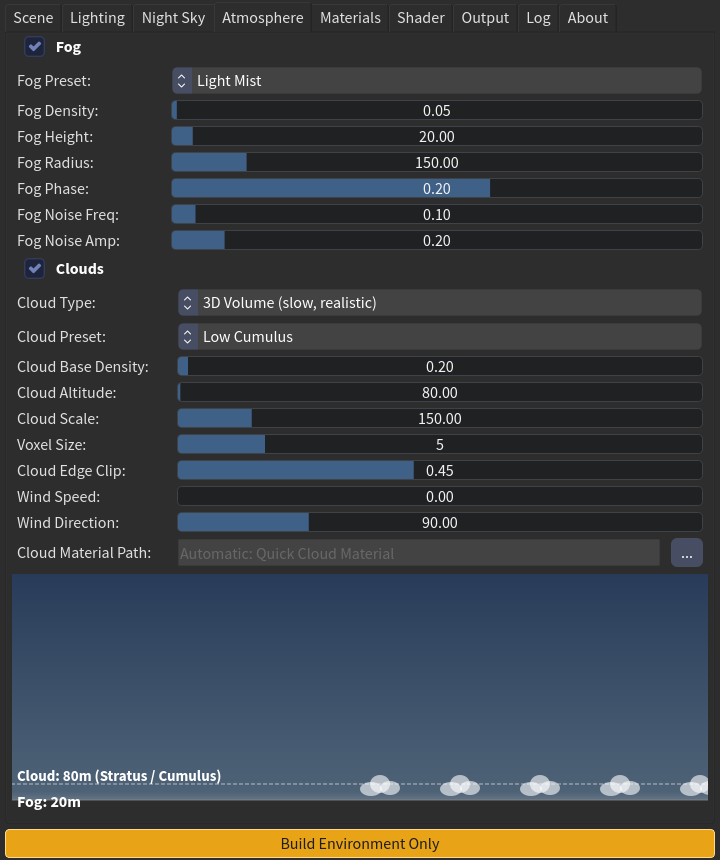 Scene Lighting Night Sky Atmosphere Materials Shader Output Log About
Fog
Fog Preset: Light Mist
Fog Density: 0.05
Fog Height: 20.00
Fog Radius: 150.00
Fog Phase: 0.20
Fog Noise Freq: 0.10
Fog Noise Amp: 0.20
Clouds
Cloud Type: 3D Volume (slow, realistic)
Cloud Preset: Low Cumulus
Cloud Base Density: 0.20
Cloud Altitude: 80.00
Cloud Scale: 150.00
Voxel Size: 5
Cloud Edge Clip: 0.45
Wind Speed: 0.00
Wind Direction: 90.00
Cloud Material Path: Automatic: Quick Cloud Material ...
Cloud: 80m (Stratus / Cumulus)
Fog: 20m
Build Environment Only